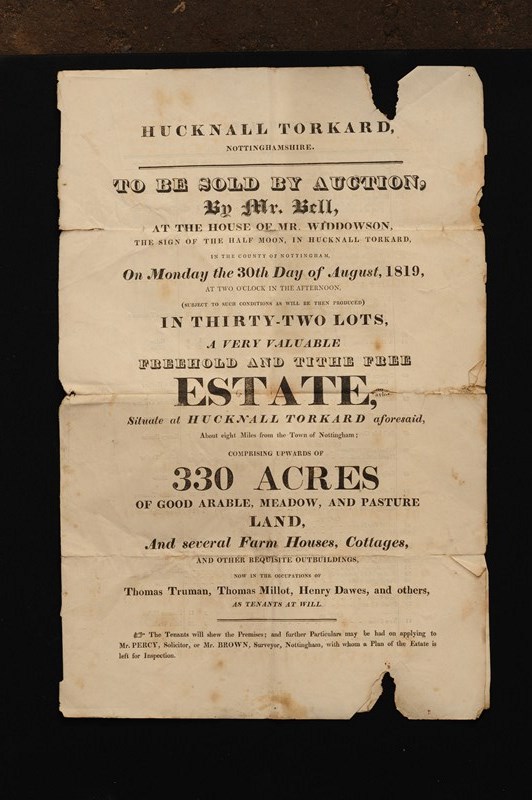 HUCKNALL TORKARD,
NOTTINGHAMSHIRE.
TO BE SOLD BY AUCTION,
By Mr. Bell,
AT THE HOUSE OF MR. WIDDOWSON,
THE SIGN OF THE HALF MOON, IN HUCKNALL TORKARD,
IN THE COUNTY OF NOTTINGHAM,
On Monday the 30th Day of August, 1819,
AT TWO O'CLOCK IN THE AFTERNOON,
(SUBJECT TO SUCH CONDITIONS AS WILL BE THEN PRODUCED)
IN THIRTY-TWO LOTS,
A VERY VALUABLE
FREEHOLD AND TITHE FREE
ESTATE,
Situate at HUCKNALL TORKARD aforesaid,
About eight Miles from the Town of Nottingham;
COMPRISING UPWARDS OF
330 ACRES
OF GOOD ARABLE, MEADOW, AND PASTURE
LAND,
And several Farm Houses, Cottages,
AND OTHER REQUISITE OUTBUILDINGS,
NOW IN THE OCCUPATIONS OF
Thomas Truman, Thomas Millot, Henry Dawes, and others,
AS TENANTS AT WILL.
☞ The Tenants will shew the Premises; and further Particulars may be had on applying to
Mr. PERCY, Solicitor, or Mr. BROWN, Surveyor, Nottingham, with whom a Plan of the Estate is
left for Inspection.